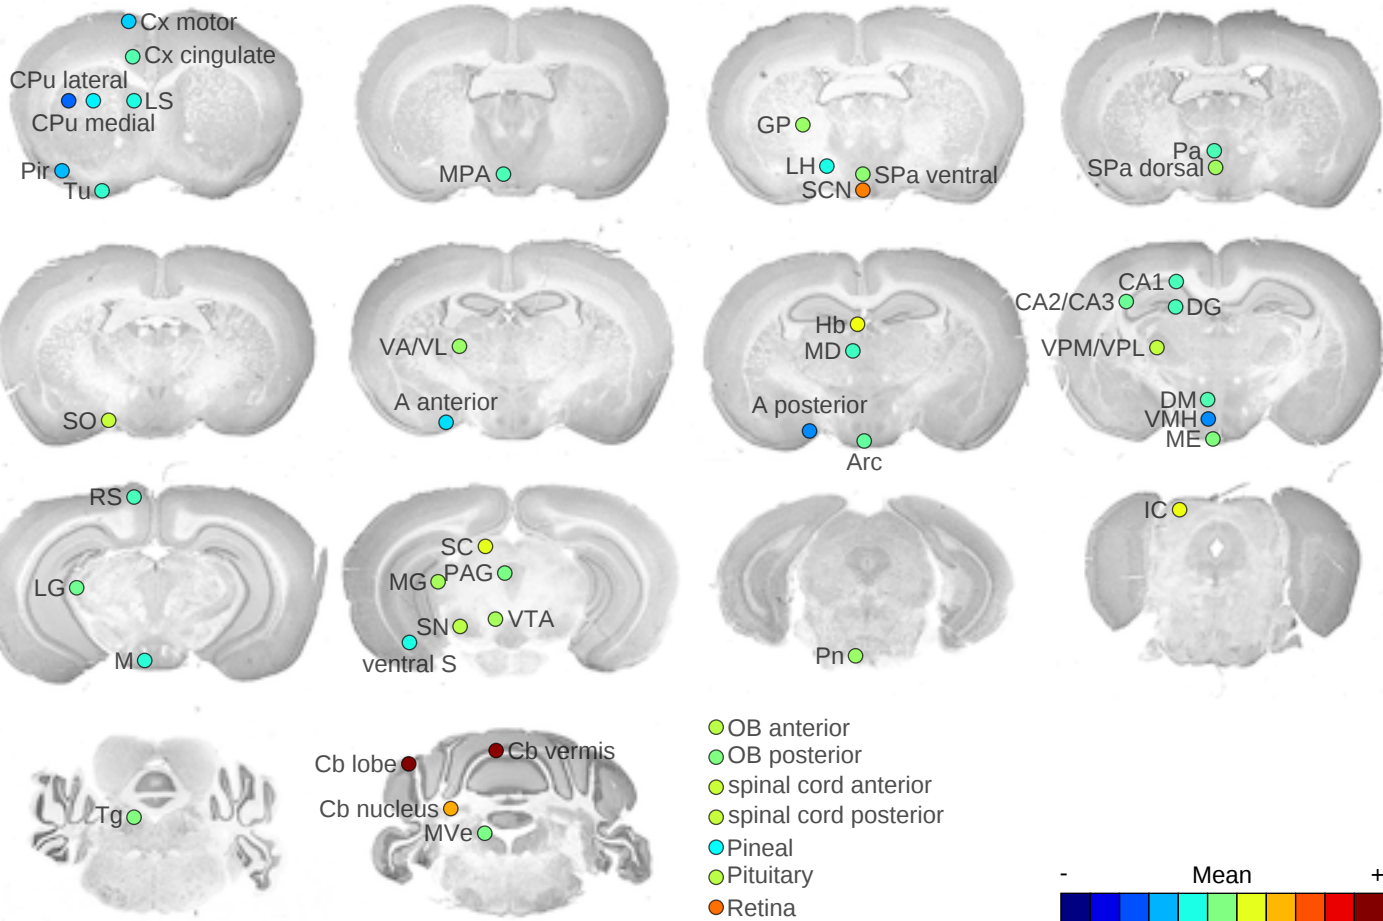 Cx motor
Cx cingulate
CPu lateral
LS
CPu medial
Pir
Tu
MPA
GP
LH
SPa ventral
SCN
Pa
SPa dorsal
SO
VA/VL
A anterior
Hb
MD
A posterior
Arc
CA1
CA2/CA3
DG
VPM/VPL
DM
VMH
ME
RS
LG
M
SC
PAG
MG
VTA
SN
ventral S
Pn
IC
Tg
Cb lobe
Cb vermis
Cb nucleus
MVe
OB anterior
OB posterior
spinal cord anterior
spinal cord posterior
Pineal
Pituitary
Retina
- Mean +